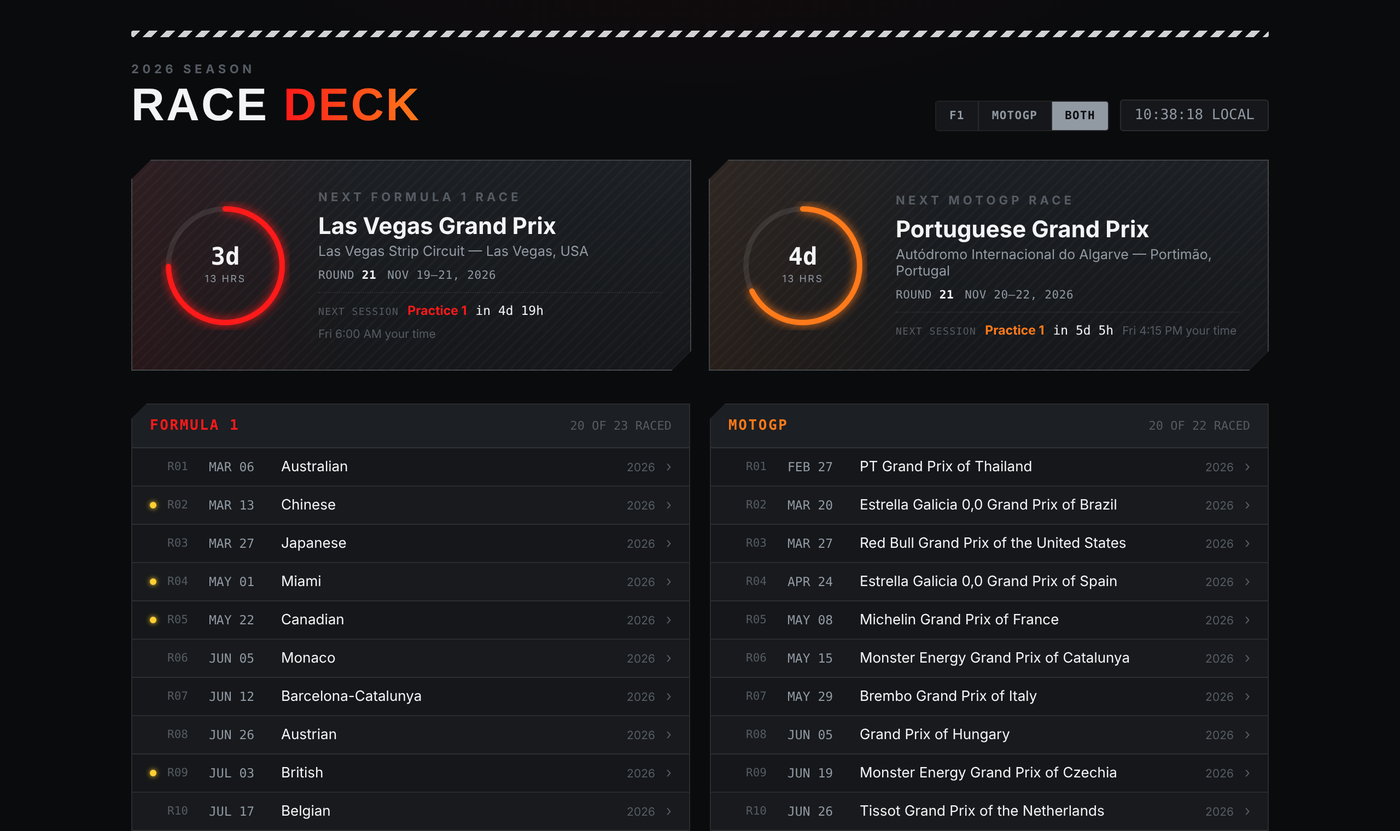 2026 SEASON
RACE DECK
F1 MOTOGP BOTH 10:38:18 LOCAL
3d
13 HRS
NEXT FORMULA 1 RACE
Las Vegas Grand Prix
Las Vegas Strip Circuit — Las Vegas, USA
ROUND 21 NOV 19–21, 2026
NEXT SESSION Practice 1 in 4d 19h
Fri 6:00 AM your time
4d
13 HRS
NEXT MOTOGP RACE
Portuguese Grand Prix
Autódromo Internacional do Algarve — Portimão,
Portugal
ROUND 21 NOV 20–22, 2026
NEXT SESSION Practice 1 in 5d 5h Fri 4:15 PM your time
FORMULA 1 20 OF 23 RACED
R01 MAR 06 Australian 2026 ›
R02 MAR 13 Chinese 2026 ›
R03 MAR 27 Japanese 2026 ›
R04 MAY 01 Miami 2026 ›
R05 MAY 22 Canadian 2026 ›
R06 JUN 05 Monaco 2026 ›
R07 JUN 12 Barcelona-Catalunya 2026 ›
R08 JUN 26 Austrian 2026 ›
R09 JUL 03 British 2026 ›
R10 JUL 17 Belgian 2026 ›
MOTOGP 20 OF 22 RACED
R01 FEB 27 PT Grand Prix of Thailand 2026 ›
R02 MAR 20 Estrella Galicia 0,0 Grand Prix of Brazil 2026 ›
R03 MAR 27 Red Bull Grand Prix of the United States 2026 ›
R04 APR 24 Estrella Galicia 0,0 Grand Prix of Spain 2026 ›
R05 MAY 08 Michelin Grand Prix of France 2026 ›
R06 MAY 15 Monster Energy Grand Prix of Catalunya 2026 ›
R07 MAY 29 Brembo Grand Prix of Italy 2026 ›
R08 JUN 05 Grand Prix of Hungary 2026 ›
R09 JUN 19 Monster Energy Grand Prix of Czechia 2026 ›
R10 JUN 26 Tissot Grand Prix of the Netherlands 2026 ›